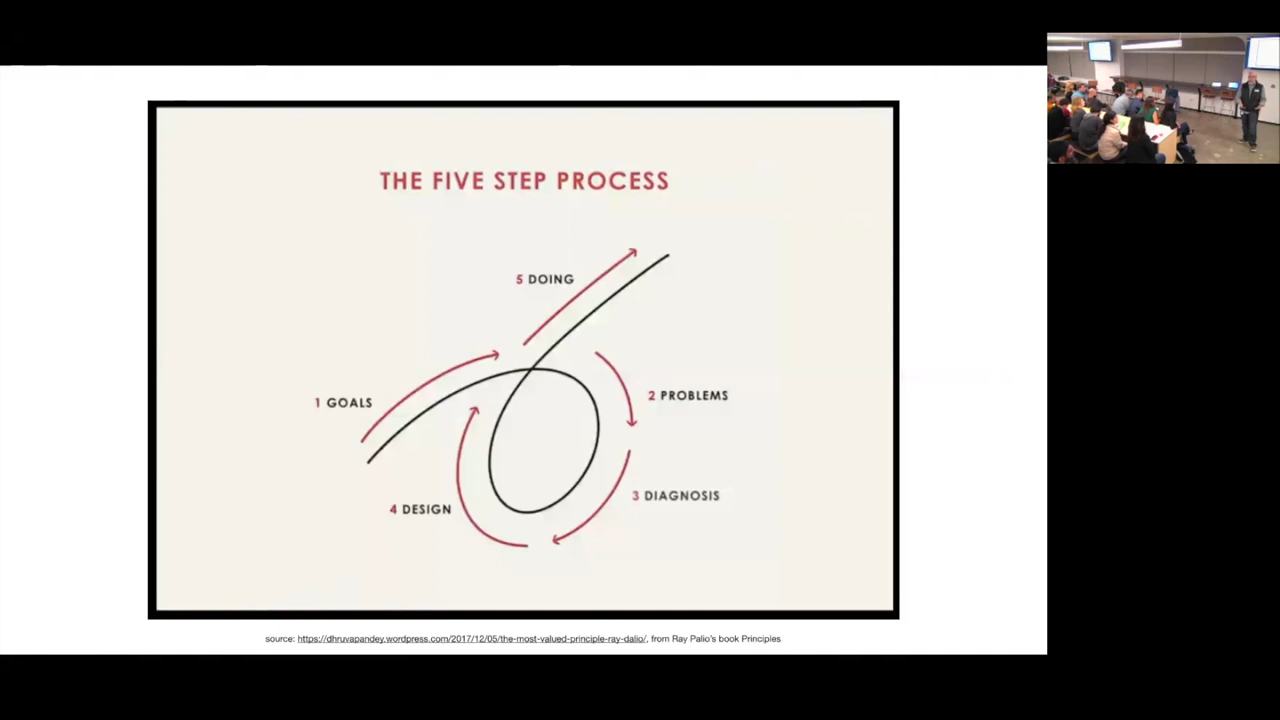 THE FIVE STEP PROCESS
5 DOING
1 GOALS
2 PROBLEMS
3 DIAGNOSIS
4 DESIGN
source: https://dhruvapandey.wordpress.com/2017/12/05/the-most-valued-principle-ray-dalio/, from Ray Palio's book Principles